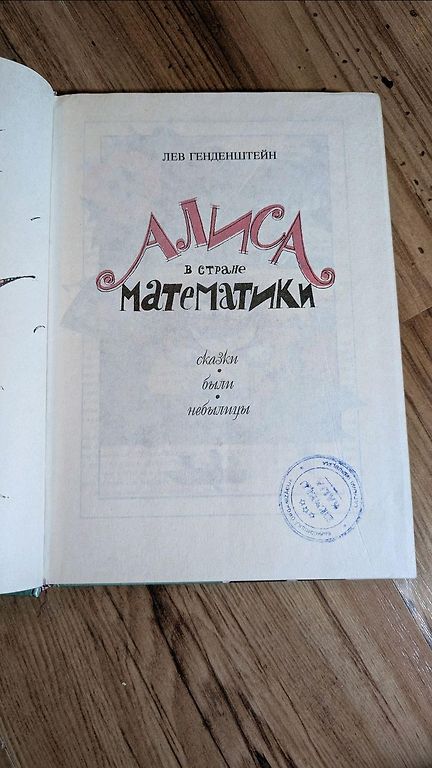 ЛЕВ ГЕНДЕНШТЕЙН
АЛИСА
В СТРАНЕ
МАТЕМАТИКИ
сказки
были
небылицы